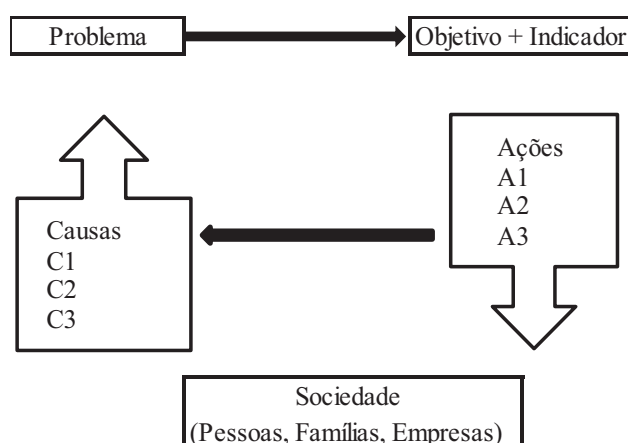 Problema
Objetivo + Indicador
Causas
C1
C2
C3
Ações
A1
A2
A3
Sociedade
(Pessoas, Famílias, Empresas)